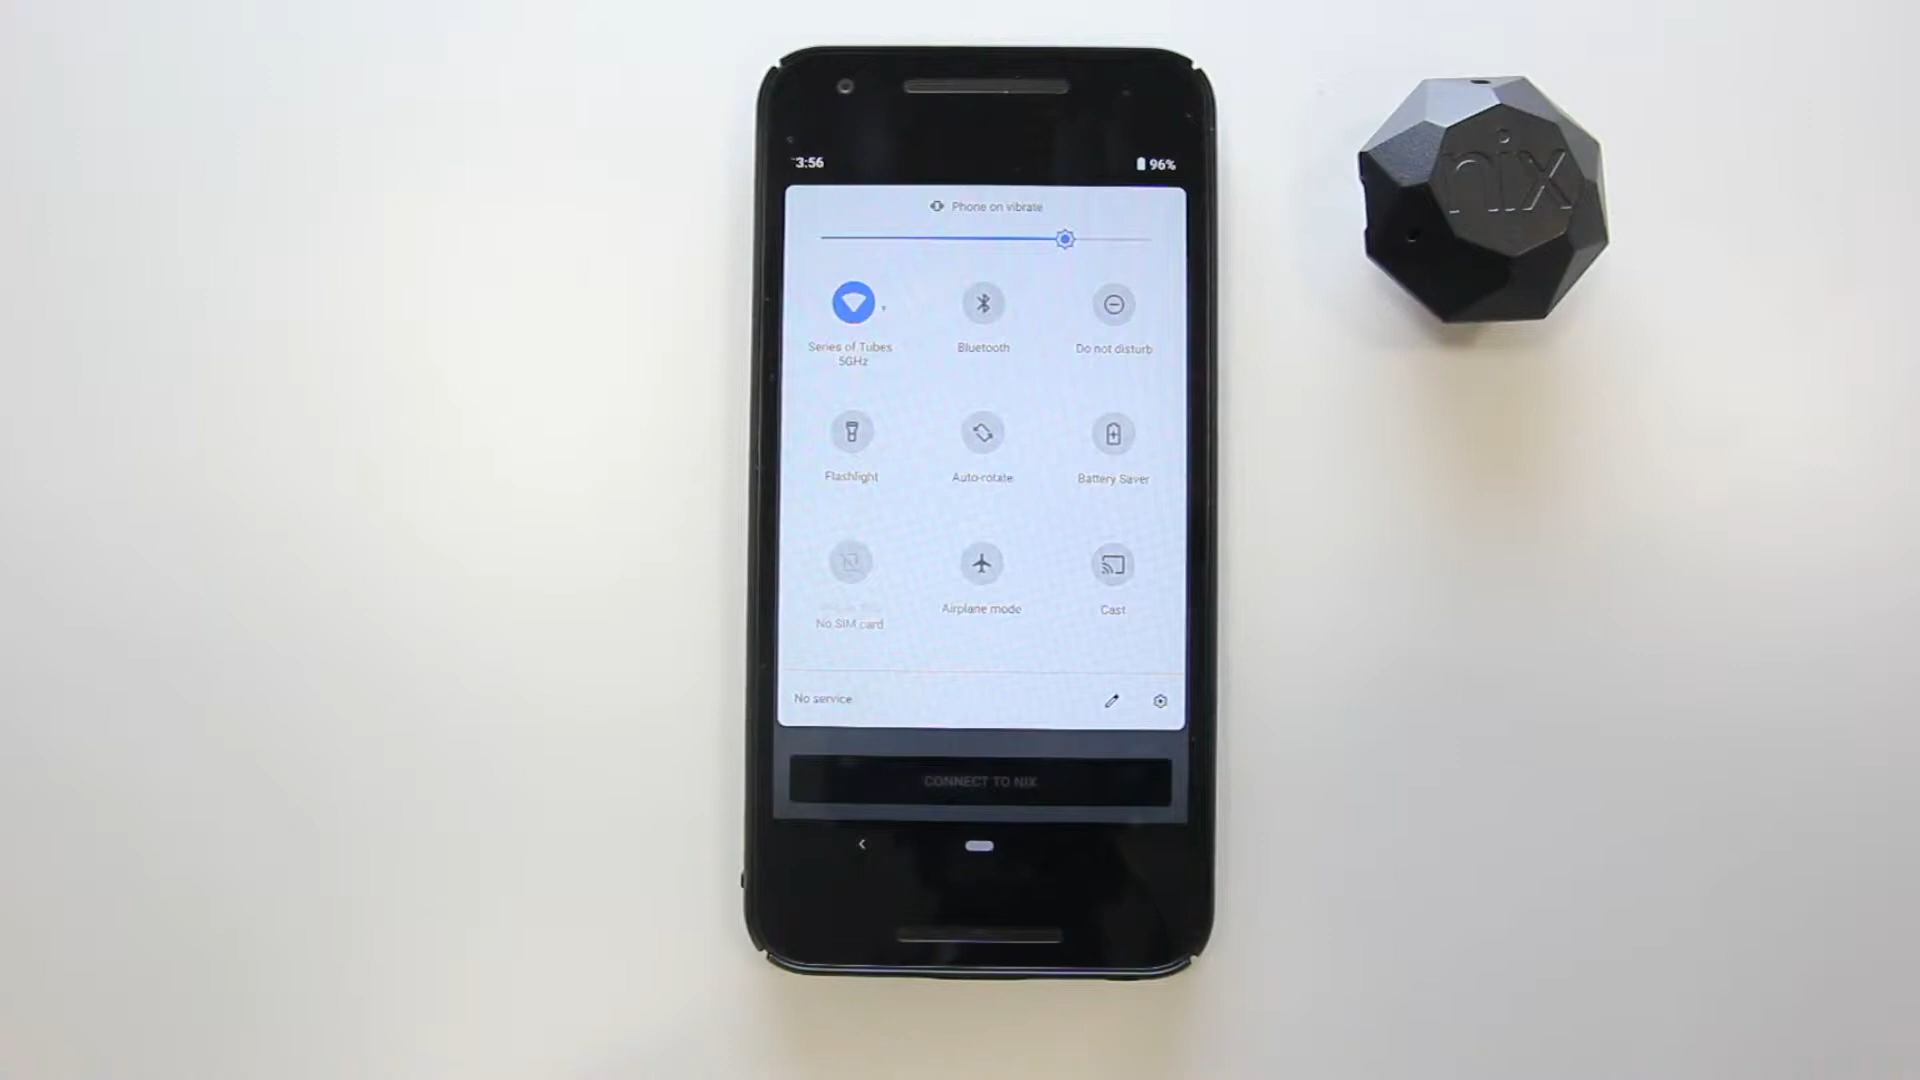 3:56
96%
Phone on vibrate
Series of Tubes
5GHz
Bluetooth
Do not disturb
Flashlight
Auto-rotate
Battery Saver
No SIM card
Airplane mode
Cast
No service
CONNECT TO NIX
nix